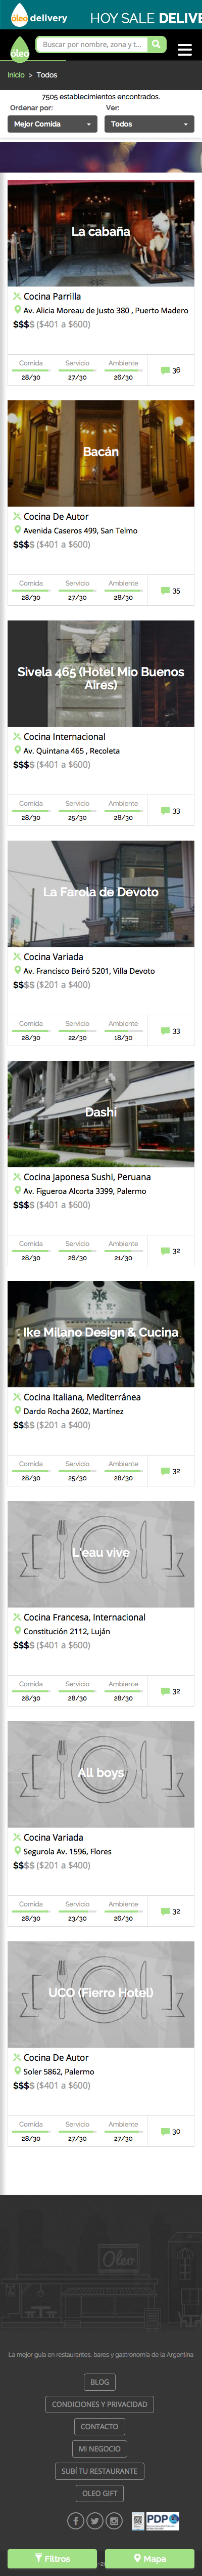 óleo delivery HOY SALE DELIVE
óleo Buscar por nombre, zona y t...
Inicio > Todos
7505 establecimientos encontrados.
Ordenar por: Ver:
Mejor Comida Todos
La cabaña
Cocina Parrilla
Av. Alicia Moreau de Justo 380 , Puerto Madero
$$$$ ($401 a $600)
Comida Servicio Ambiente
28/30 27/30 26/30 36
Bacán
Cocina De Autor
Avenida Caseros 499, San Telmo
$$$$ ($401 a $600)
Comida Servicio Ambiente
28/30 27/30 28/30 35
Sivela 465 (Hotel Mio Buenos
Aires)
Cocina Internacional
Av. Quintana 465 , Recoleta
$$$$ ($401 a $600)
Comida Servicio Ambiente
28/30 25/30 28/30 33
La Farola de Devoto
Cocina Variada
Av. Francisco Beiró 5201, Villa Devoto
$$$$ ($201 a $400)
Comida Servicio Ambiente
28/30 22/30 18/30 33
Dashi
Cocina Japonesa Sushi, Peruana
Av. Figueroa Alcorta 3399, Palermo
$$$$ ($401 a $600)
Comida Servicio Ambiente
28/30 26/30 21/30 32
Ike Milano Design & Cucina
Cocina Italiana, Mediterránea
Dardo Rocha 2602, Martínez
$$$$ ($201 a $400)
Comida Servicio Ambiente
28/30 25/30 28/30 32
L'eau vive
Cocina Francesa, Internacional
Constitución 2112, Luján
$$$$ ($401 a $600)
Comida Servicio Ambiente
28/30 28/30 28/30 32
All boys
Cocina Variada
Segurola Av. 1596, Flores
$$$$ ($201 a $400)
Comida Servicio Ambiente
28/30 23/30 26/30 32
UCO (Fierro Hotel)
Cocina De Autor
Soler 5862, Palermo
$$$$ ($401 a $600)
Comida Servicio Ambiente
28/30 27/30 27/30 30
Oleo
La mejor guía en restaurantes, bares y gastronomía de la Argentina
BLOG
CONDICIONES Y PRIVACIDAD
CONTACTO
MI NEGOCIO
SUBÍ TU RESTAURANTE
OLEO GIFT
PDP
Filtros Mapa